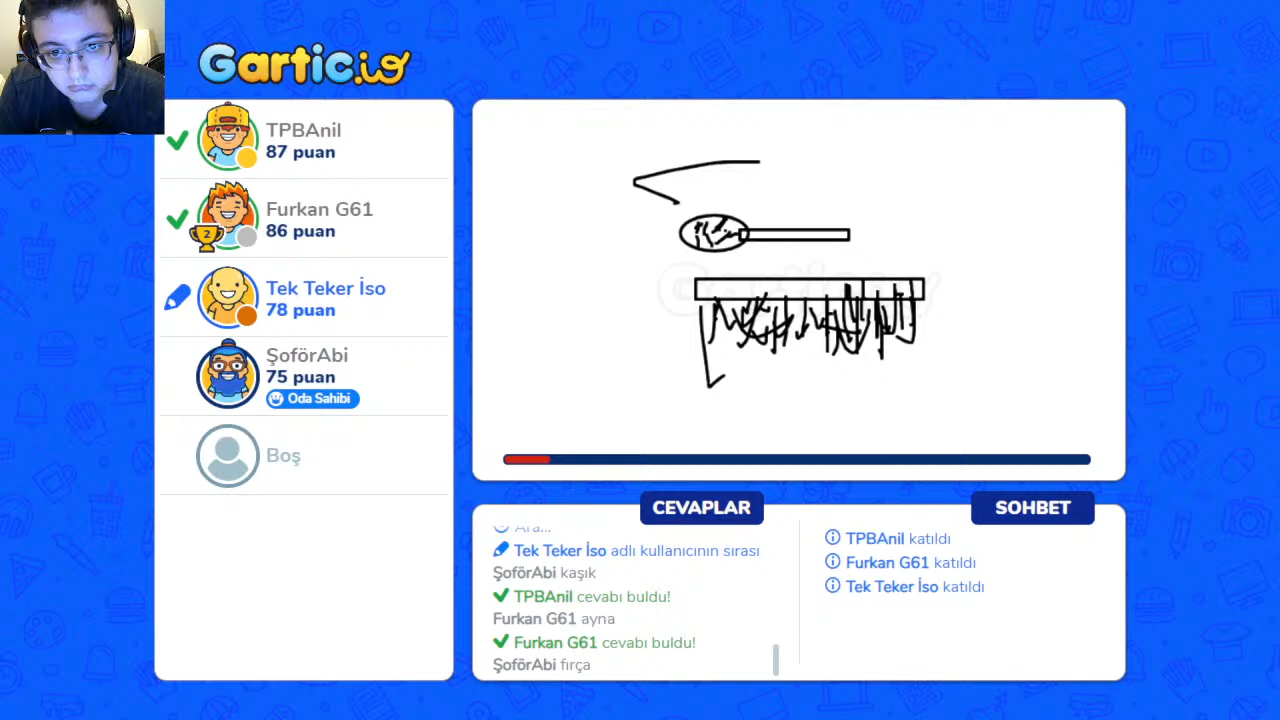 Gartic.io
TPBAnil
87 puan
Furkan G61
2
86 puan
Tek Teker İso
78 puan
ŞoförAbi
75 puan
Oda Sahibi
Boş
CEVAPLAR
Ara...
Tek Teker İso adlı kullanıcının sırası
ŞoförAbi kaşık
TPBAnil cevabı buldu!
Furkan G61 ayna
Furkan G61 cevabı buldu!
ŞoförAbi fırça
SOHBET
TPBAnil katıldı
Furkan G61 katıldı
Tek Teker İso katıldı